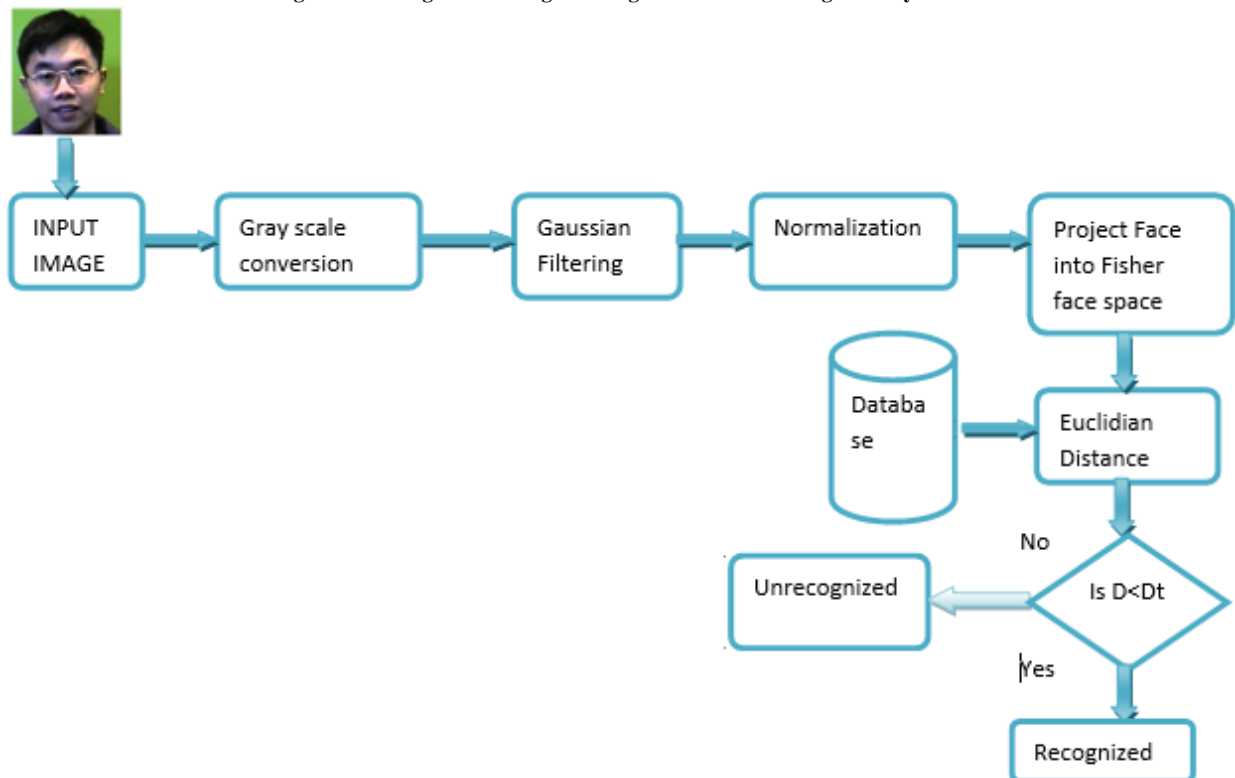 INPUT
IMAGE
Gray scale
conversion
Gaussian
Filtering
Normalization
Project Face
into Fisher
face space
Databa
se
Euclidian
Distance
No
Is D<Dt
Unrecognized
Yes
Recognized